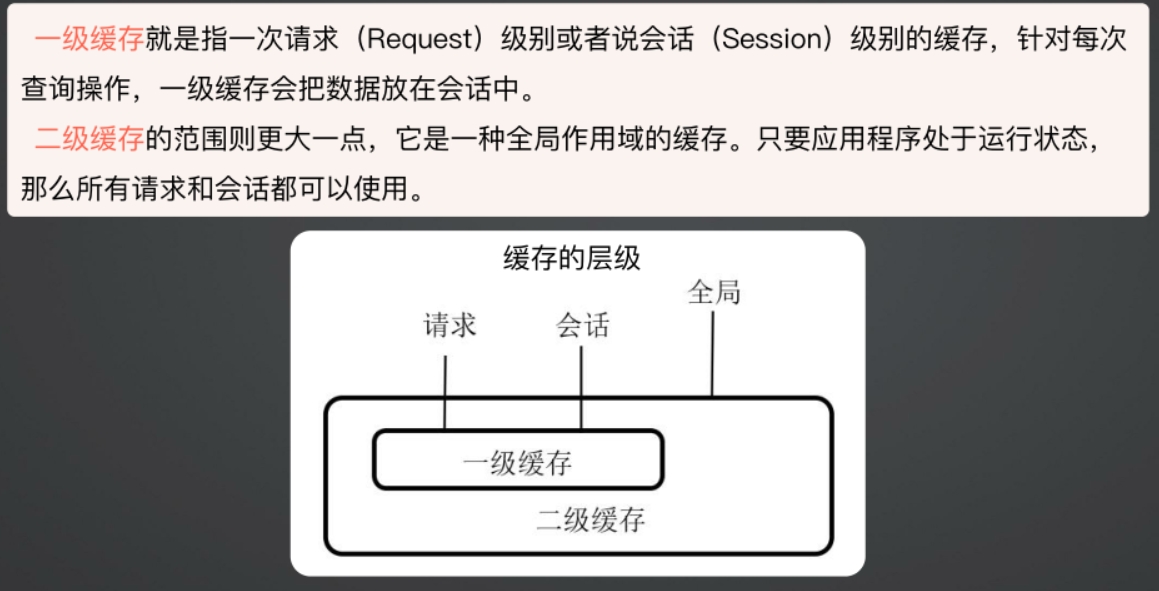 一级缓存就是指一次请求（Request）级别或者说会话（Session）级别的缓存，针对每次
查询操作，一级缓存会把数据放在会话中。
二级缓存的范围则更大一点，它是一种全局作用域的缓存。只要应用程序处于运行状态，
那么所有请求和会话都可以使用。
缓存的层级
全局
请求 会话
一级缓存
二级缓存